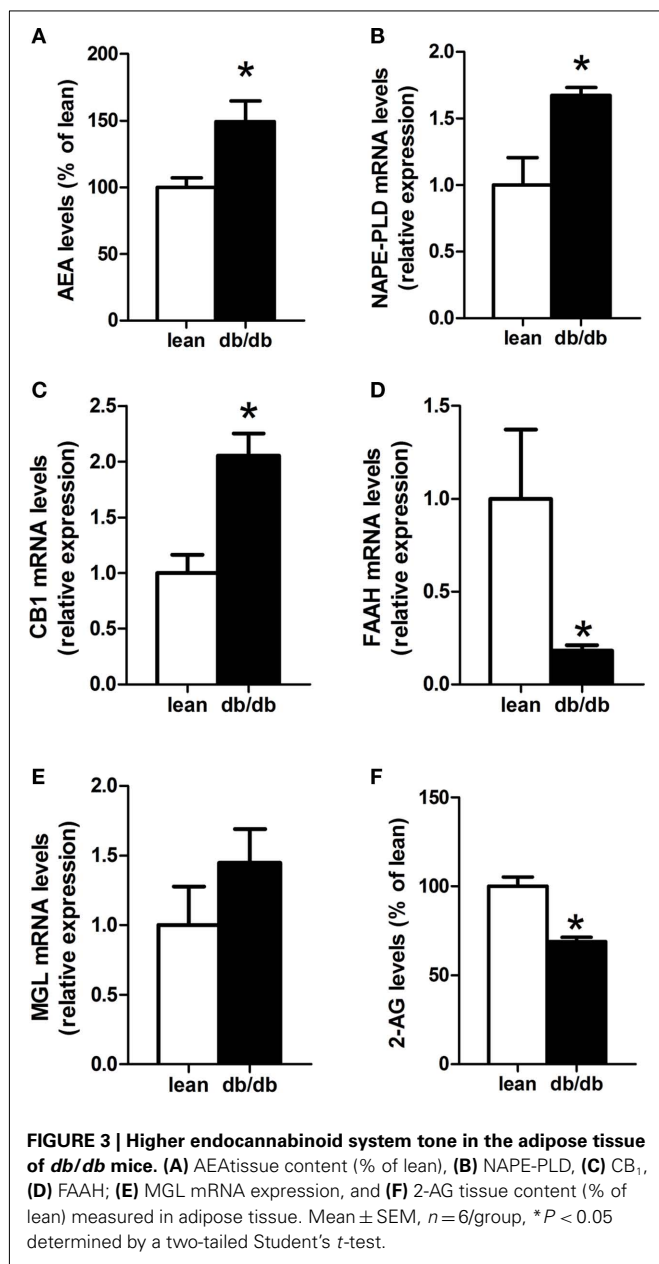 A
AEA levels (% of lean)
200
150
100
50
0
*
lean db/db
B
NAPE-PLD mRNA levels
(relative expression)
2.0
1.5
1.0
0.5
0.0
*
lean db/db
C
CB1 mRNA levels
(relative expression)
2.5
2.0
1.5
1.0
0.5
0.0
*
lean db/db
D
FAAH mRNA levels
(relative expression)
1.5
1.0
0.5
0.0
*
lean db/db
E
MGL mRNA levels
(relative expression)
2.0
1.5
1.0
0.5
0.0
lean db/db
F
2-AG levels (% of lean)
150
100
50
0
*
lean db/db
FIGURE 3 | Higher endocannabinoid system tone in the adipose tissue
of db/db mice. (A) AEAtissue content (% of lean), (B) NAPE-PLD, (C) CB₁,
(D) FAAH; (E) MGL mRNA expression, and (F) 2-AG tissue content (% of
lean) measured in adipose tissue. Mean ± SEM, n = 6/group, *P < 0.05
determined by a two-tailed Student's t-test.